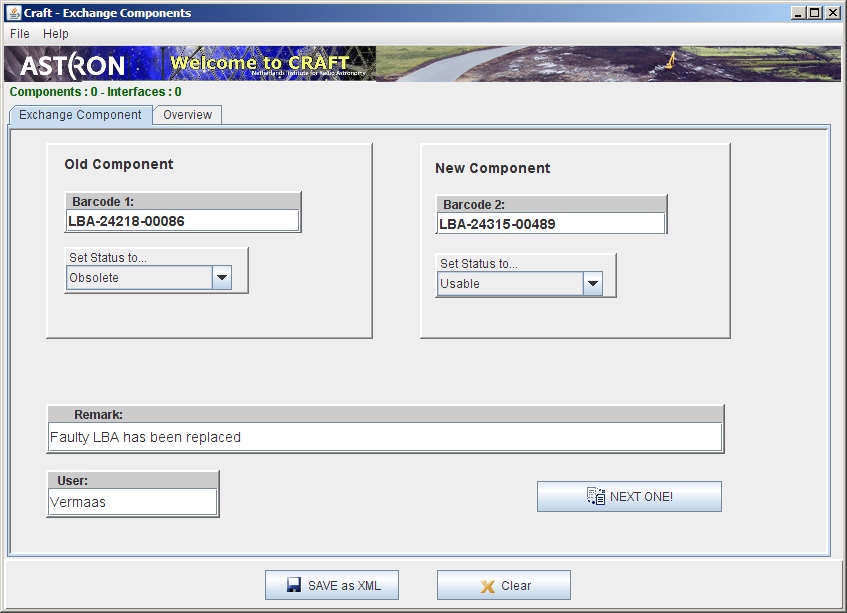 Craft - Exchange Components
File Help
ASTRON Welcome to CRAFT
Netherlands Institute for Radio Astronomy
Components : 0 - Interfaces : 0
Exchange Component Overview
Old Component
Barcode 1:
LBA-24218-00086
Set Status to...
Obsolete
New Component
Barcode 2:
LBA-24315-00489
Set Status to...
Usable
Remark:
Faulty LBA has been replaced
User:
Vermaas
NEXT ONE!
SAVE as XML Clear